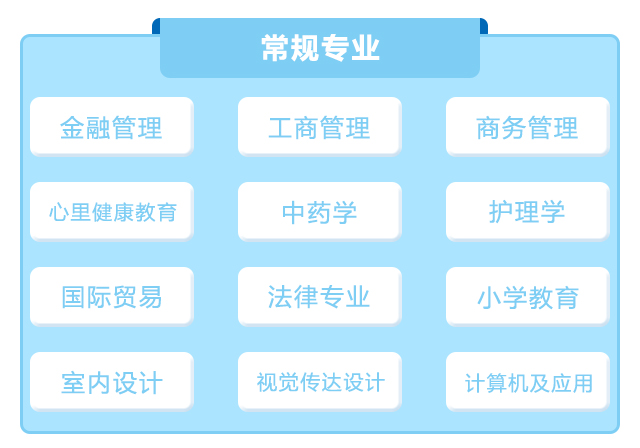 常规专业
金融管理
工商管理
商务管理
心里健康教育
中药学
护理学
国际贸易
法律专业
小学教育
室内设计
视觉传达设计
计算机及应用